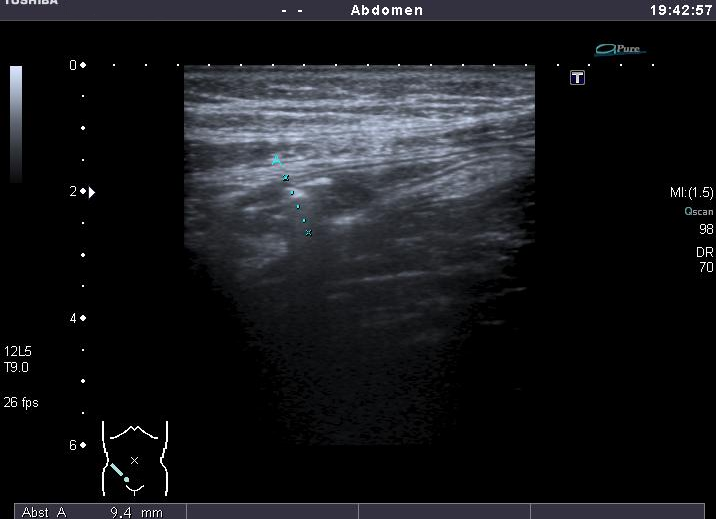 TOSHIBA
- - Abdomen 19:42:57
aPure
T
0
2
4
6
A
MI:(1.5)
Qscan
98
DR
70
12L5
T9.0
26 fps
Abst A 9.4 mm